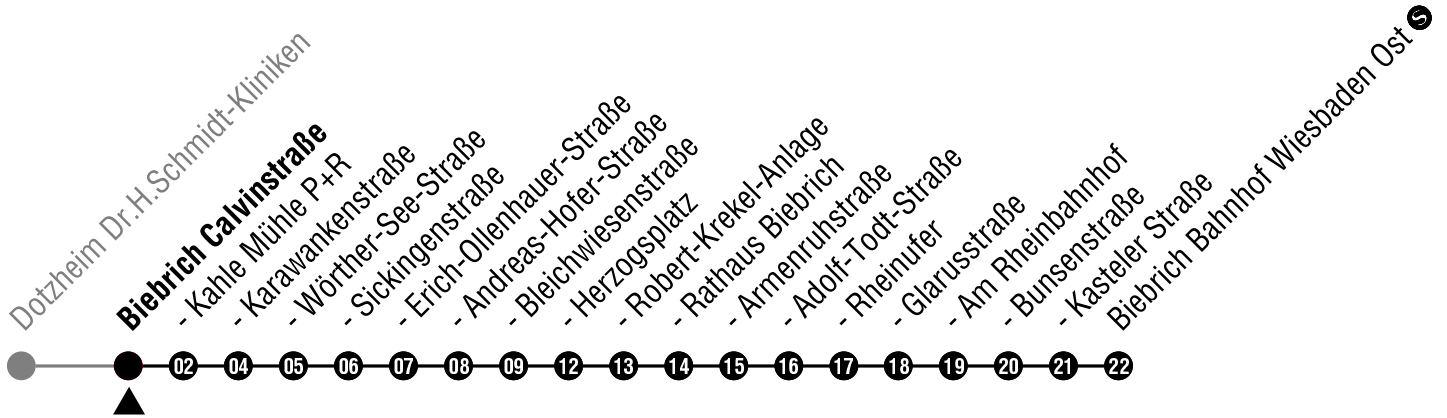 Dotzheim Dr.H.Schmidt-Kliniken
Biebrich Calvinstraße
- Kahle Mühle P+R
- Karawankenstraße
- Wörther-See-Straße
- Sickingenstraße
- Erich-Ollenhauer-Straße
- Andreas-Hofer-Straße
- Bleichwiesenstraße
- Herzogsplatz
- Robert-Krekel-Anlage
- Rathaus Biebrich
- Armenruhstraße
- Adolf-Todt-Straße
- Rheinufer
- Glarusstraße
- Am Rheinbahnhof
- Bunsenstraße
- Kasteler Straße
Biebrich Bahnhof Wiesbaden Ost S
02 04 05 06 07 08 09 12 13 14 15 16 17 18 19 20 21 22